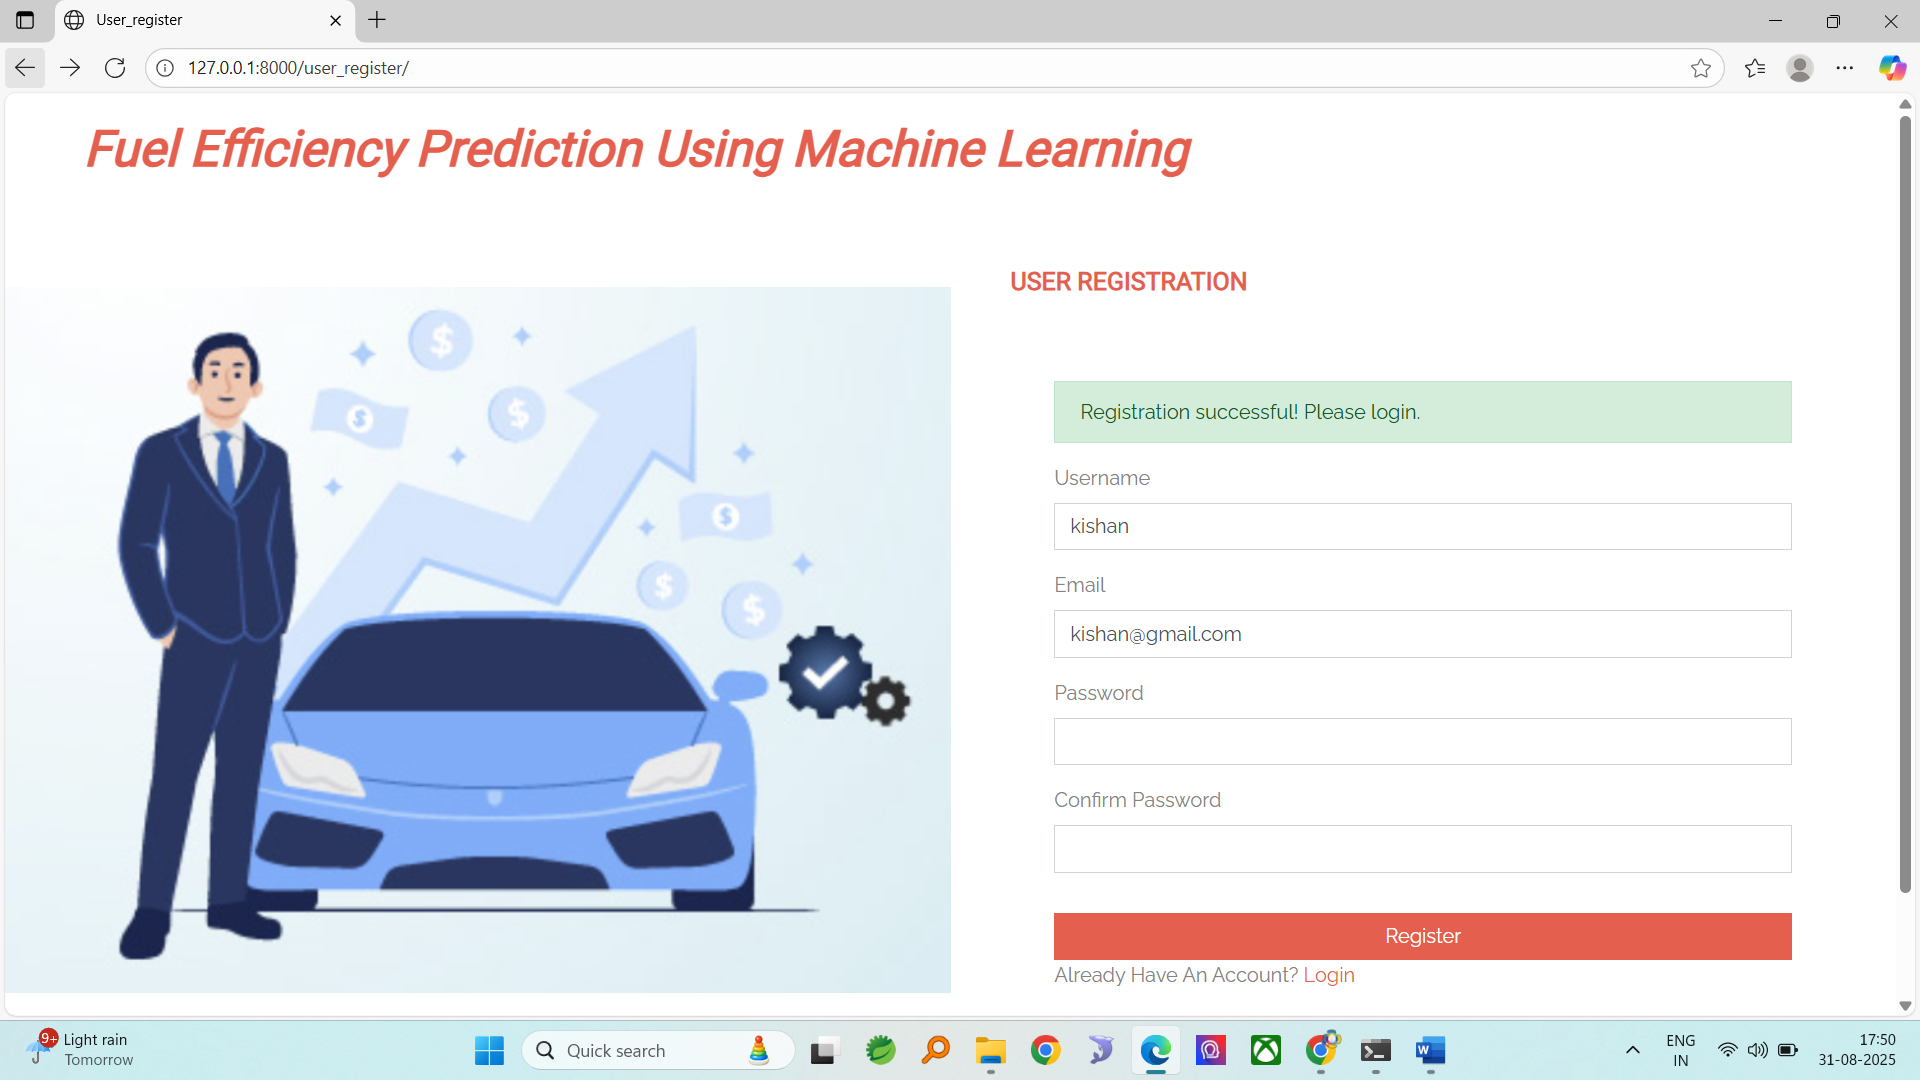 User_register
127.0.0.1:8000/user_register/
Fuel Efficiency Prediction Using Machine Learning
USER REGISTRATION
Registration successful! Please login.
Username
kishan
Email
kishan@gmail.com
Password
Confirm Password
Register
Already Have An Account? Login
$
$
$
$
$
$
9+
Light rain
Tomorrow
Quick search
W
ENG
IN
17:50
31-08-2025